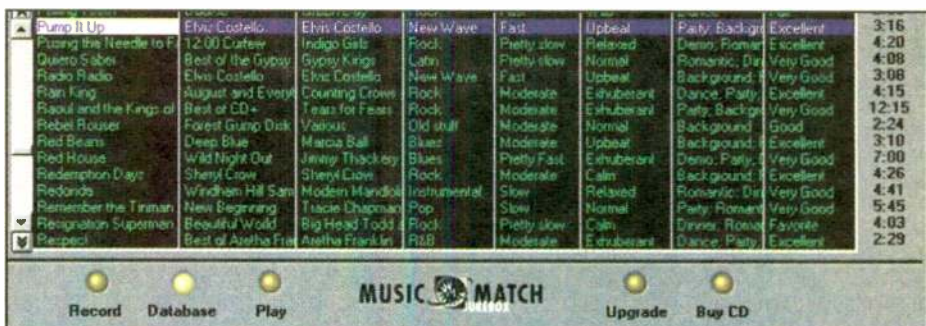 Pump It Up Elvis Costello Elvis Costello New Wave Fast Upbeat Party, Backgr Excellent 3:16
Pusing the Needle to F 12:00 Curfew Indigo Girls Rock Pretty slow Relaxed Demo, Roman Excellent 4:20
Quiero Saber Best of the Gypsy Gypsy Kings Latin Pretty slow Normal Romantic, Din Very Good 4:08
Radio Radio Elvis Costello Elvis Costello New Wave Fast Upbeat Background, Very Good 3:08
Rain King August and Everyt Counting Crows Rock Moderate Exhuberant Dance, Party, Excellent 4:15
Raoul and the Kings of Best of CD+ Tears for Fears Rock Moderate Exhuberant Party, Backgr Very Good 12:15
Rebel Rouser Forest Gump Disk Various Old stuff Moderate Normal Background Good 2:24
Red Beans Deep Blue Marcia Ball Blues Moderate Upbeat Background, Excellent 3:10
Red House Wild Night Out Jimmy Thackery Blues Pretty Fast Exhuberant Demo, Party, Very Good 7:00
Redemption Days Sheryl Crow Sheryl Crow Rock Moderate Calm Background, Excellent 4:26
Redonda Windham Hill Sam Modern Mandolin Instrumental Slow Relaxed Romantic, Din Very Good 4:41
Remember the Tinman New Beginning Tracie Chapman Pop Slow Normal Party, Romant Very Good 5:45
Resignation Superman Beautiful World Big Head Todd & Rock Pretty slow Calm Dinner, Roman Favorite 4:03
Respect Best of Aretha Fran Aretha Franklin R&B Moderate Exhuberant Dance, Party, Excellent 2:29
Record Database Play MUSIC MATCH JUKEBOX Upgrade Buy CD